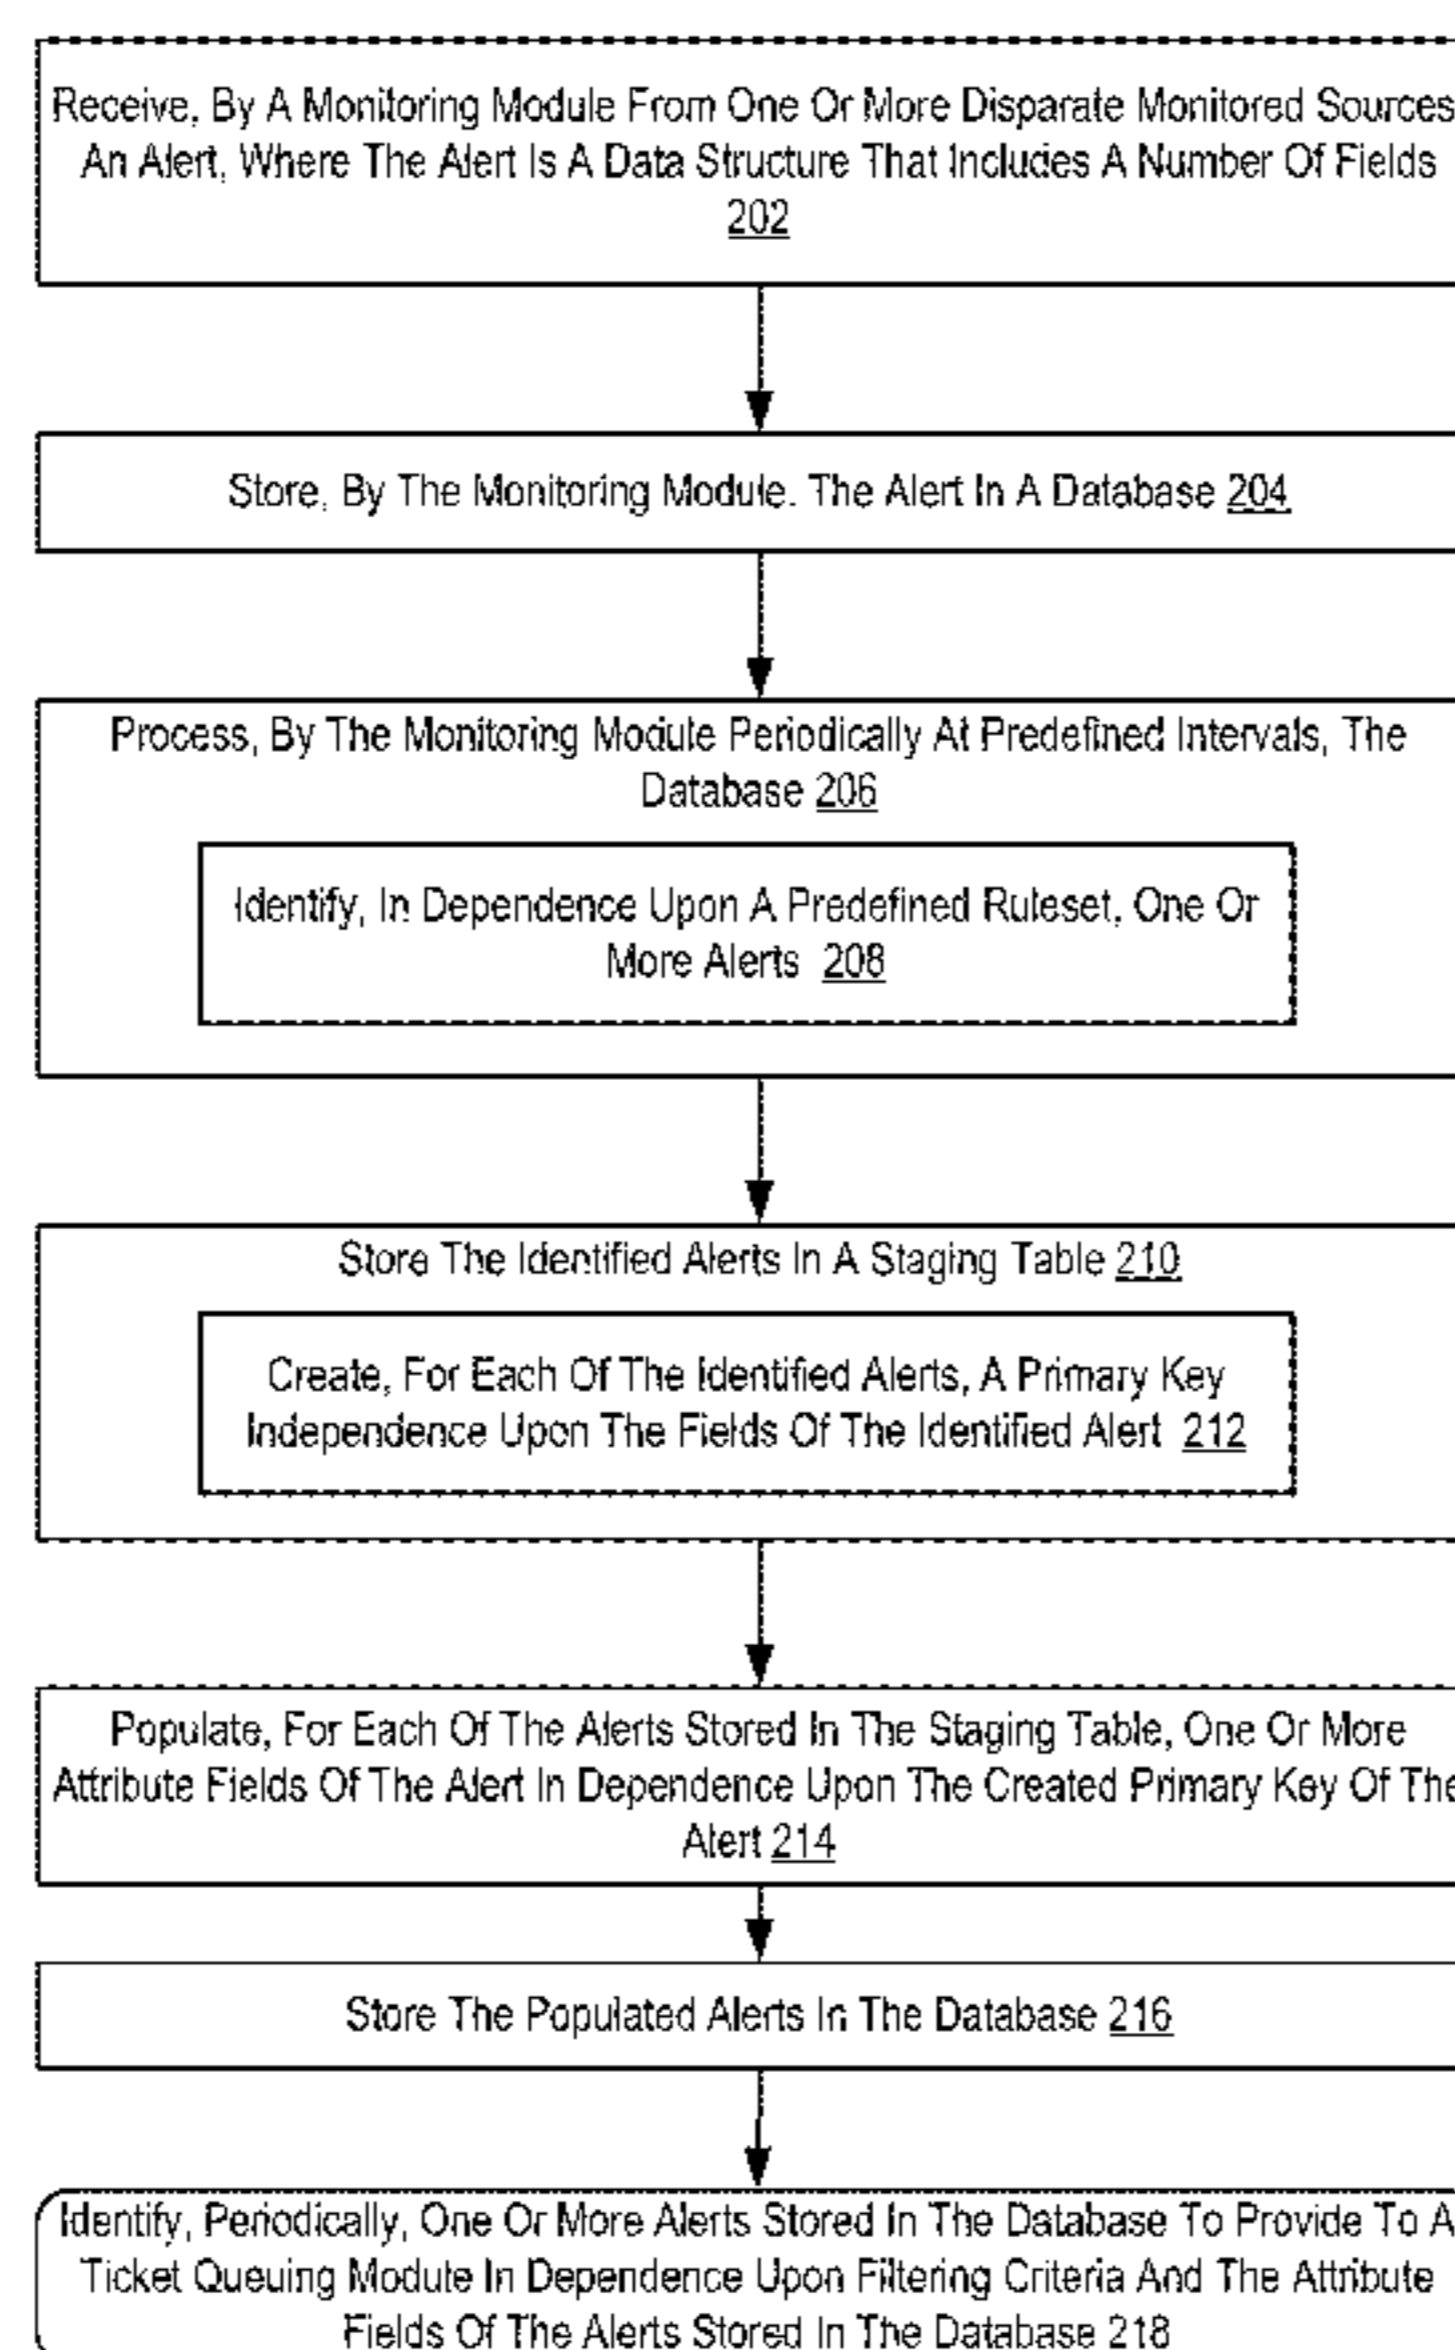 Receive, By A Monitoring Module From One Or More Disparate Monitored Sources
An Alert, Where The Alert Is A Data Structure That Includes A Number Of Fields
202
Store, By The Monitoring Module. The Alert In A Database 204
Process, By The Monitoring Module Periodically At Predefined Intervals, The
Database 206
Identify, In Dependence Upon A Predefined Ruleset, One Or
More Alerts 208
Store The Identified Alerts In A Staging Table 210
Create, For Each Of The Identified Alerts, A Primary Key
Independence Upon The Fields Of The Identified Alert 212
Populate, For Each Of The Alerts Stored In The Staging Table, One Or More
Attribute Fields Of The Alert In Dependence Upon The Created Primary Key Of The
Alert 214
Store The Populated Alerts In The Database 216
Identify, Periodically, One Or More Alerts Stored In The Database To Provide To A
Ticket Queuing Module In Dependence Upon Filtering Criteria And The Attribute
Fields Of The Alerts Stored In The Database 218